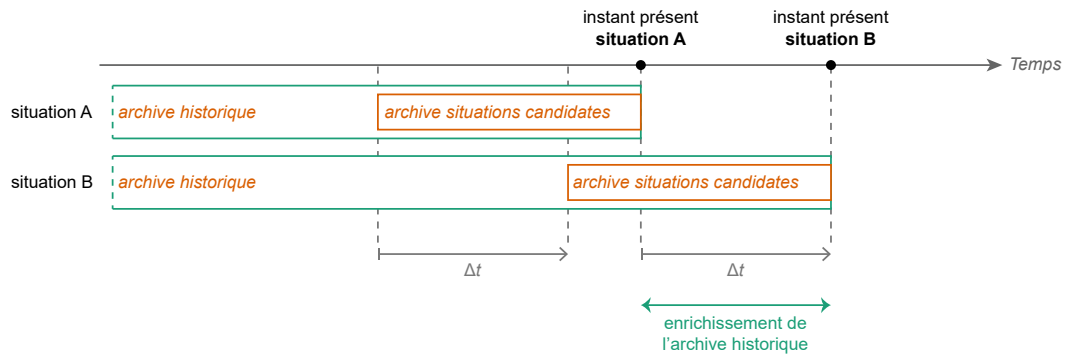 instant présent
situation A
instant présent
situation B
Temps
situation A
archive historique
archive situations candidates
situation B
archive historique
archive situations candidates
Δt
Δt
enrichissement de
l'archive historique